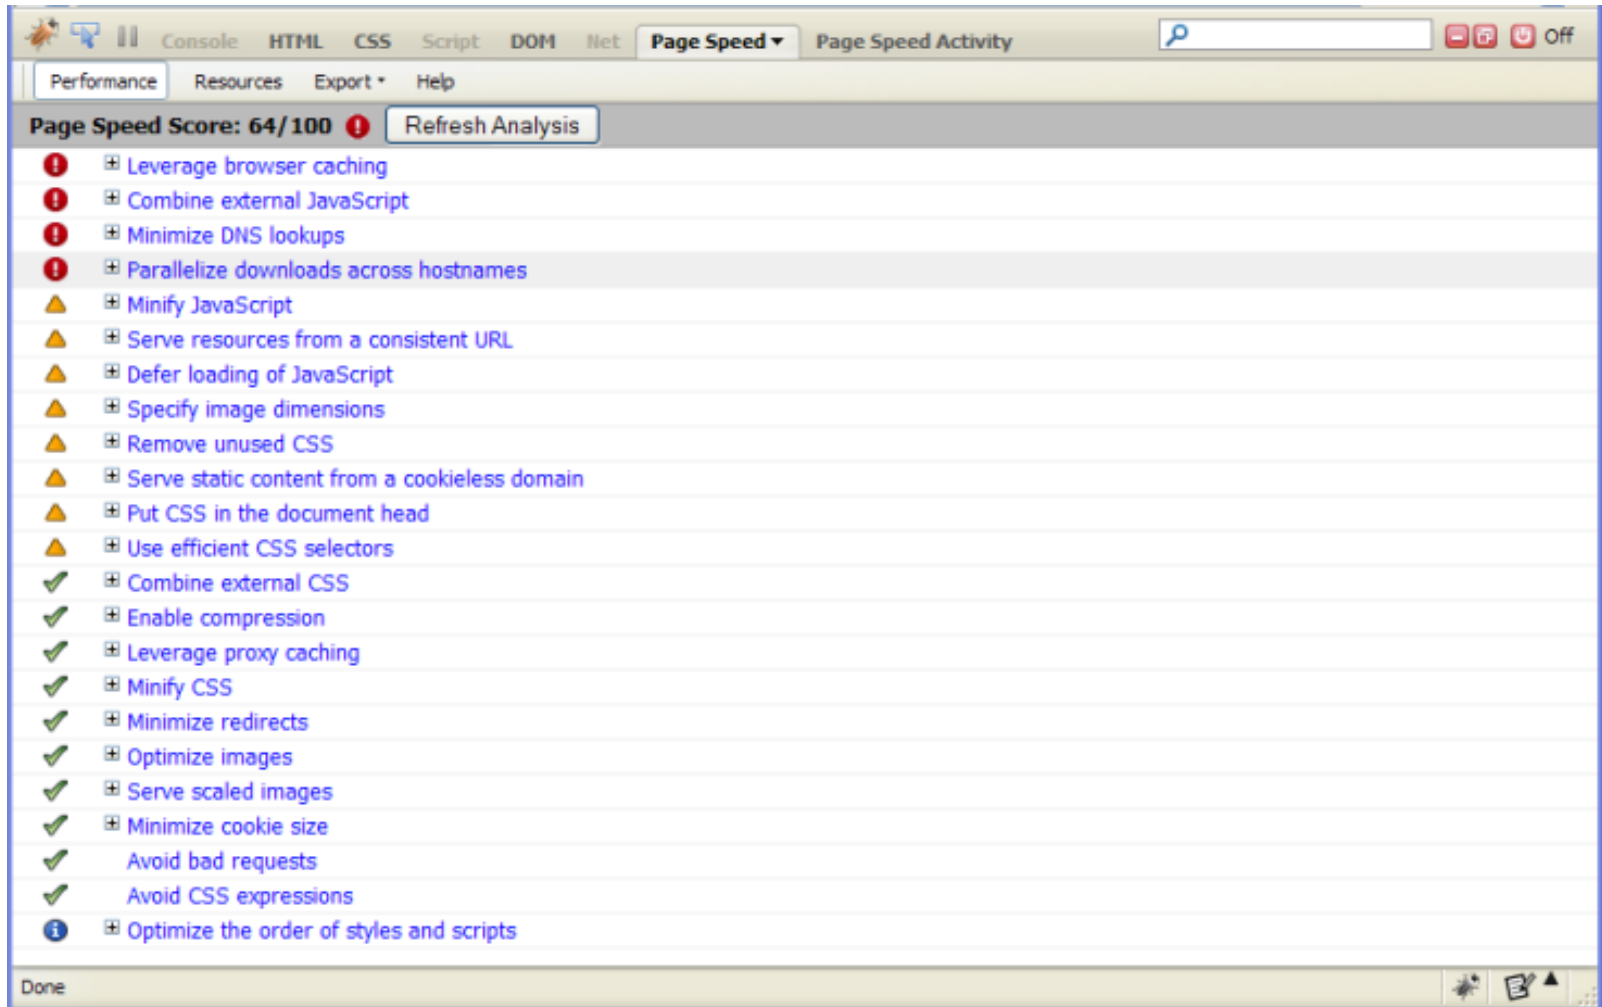 Console HTML CSS Script DOM Net Page Speed Page Speed Activity Off
Performance Resources Export Help
Page Speed Score: 64/100 Refresh Analysis
Leverage browser caching
Combine external JavaScript
Minimize DNS lookups
Parallelize downloads across hostnames
Minify JavaScript
Serve resources from a consistent URL
Defer loading of JavaScript
Specify image dimensions
Remove unused CSS
Serve static content from a cookieless domain
Put CSS in the document head
Use efficient CSS selectors
Combine external CSS
Enable compression
Leverage proxy caching
Minify CSS
Minimize redirects
Optimize images
Serve scaled images
Minimize cookie size
Avoid bad requests
Avoid CSS expressions
Optimize the order of styles and scripts
Done